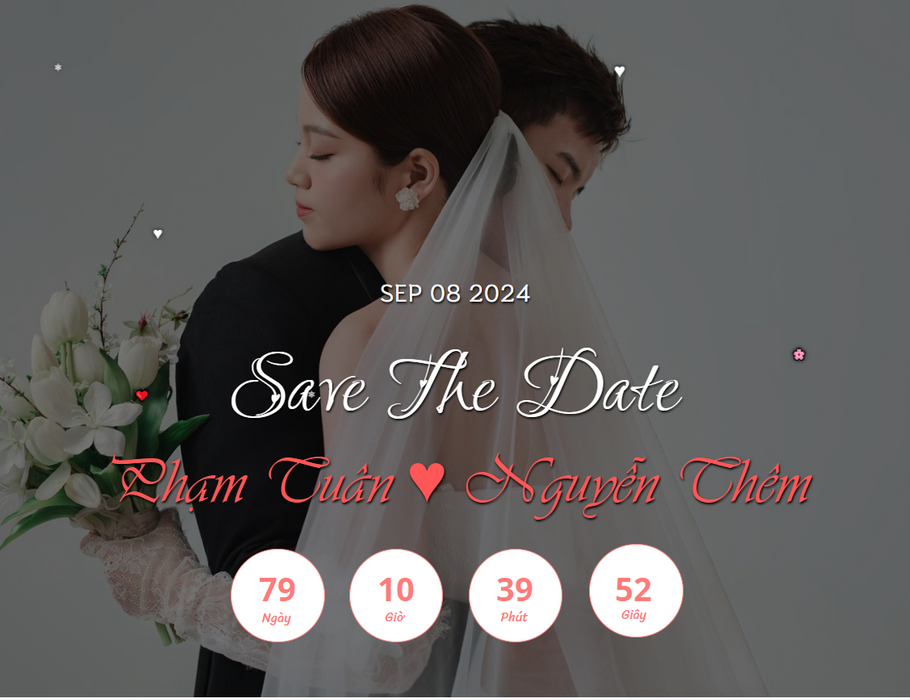 SEP 08 2024
Save The Date
Phạm Tuân ♥ Nguyễn Thêm
79 10 39 52
Ngày Giờ Phút Giây